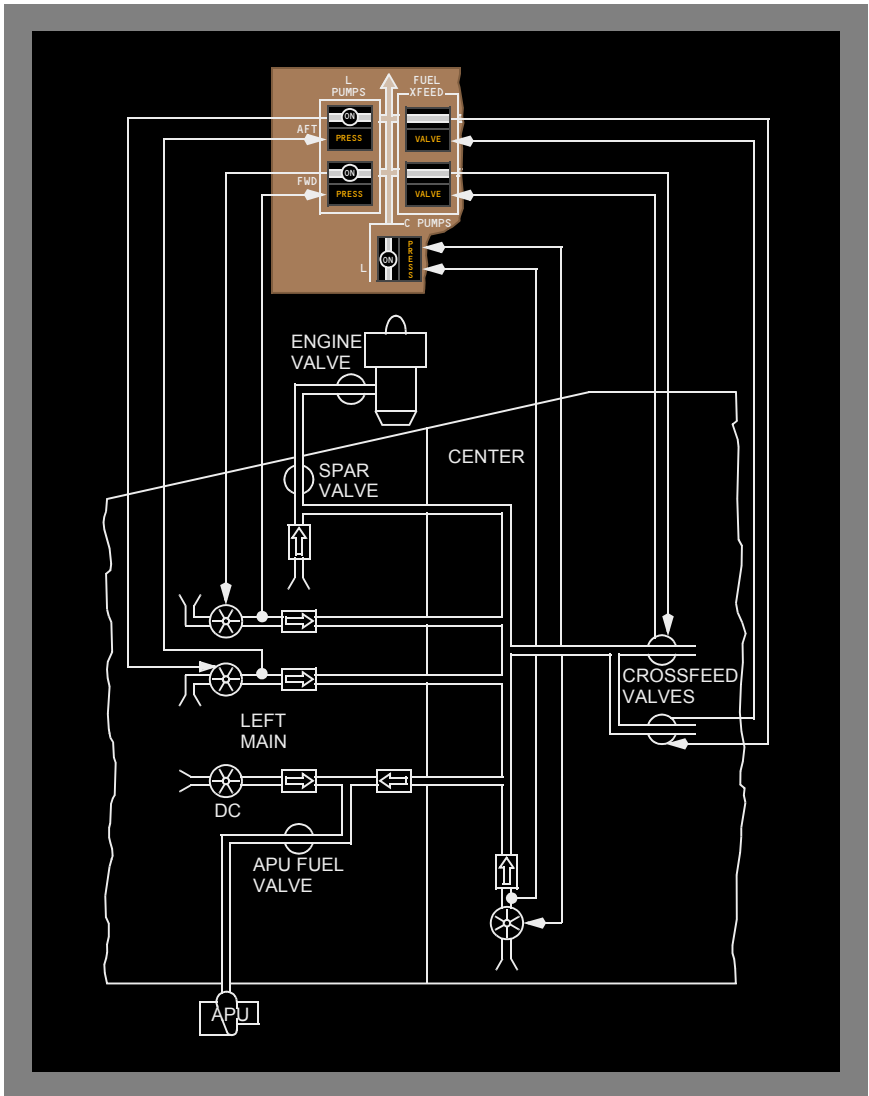 L
PUMPS
FUEL
XFEED
ON
AFT
PRESS
VALVE
ON
FWD
PRESS
VALVE
C PUMPS
L
ON
PRESS
ENGINE
VALVE
CENTER
SPAR
VALVE
CROSSFEED
VALVES
LEFT
MAIN
DC
APU FUEL
VALVE
APU